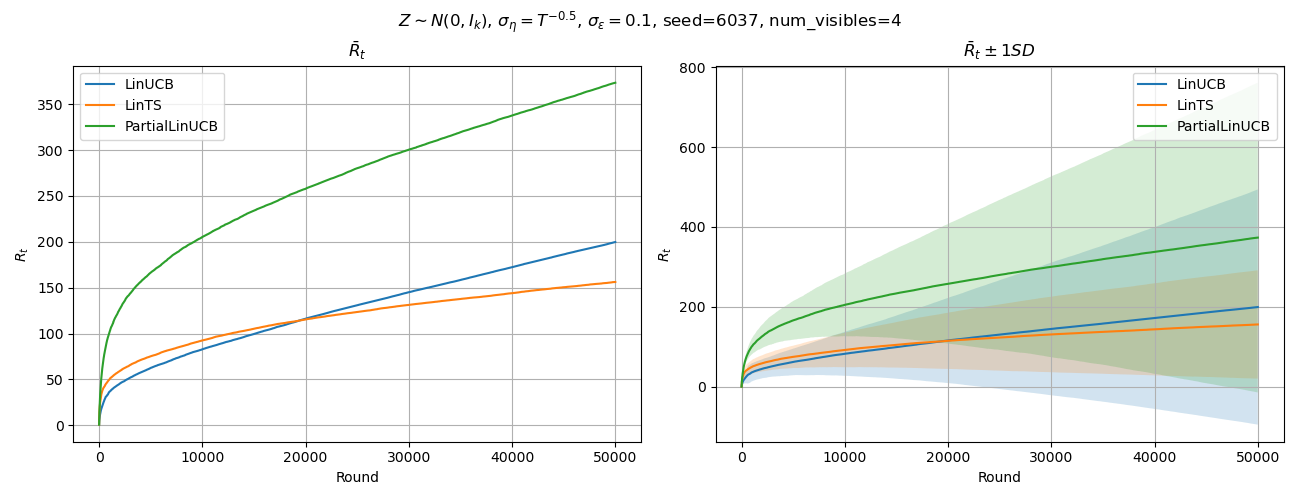 Z ∼ N(0, I_k), σ_η = T^{−0.5}, σ_ε = 0.1, seed=6037, num_visibles=4
R̄_t
LinUCB
LinTS
PartialLinUCB
R_t
350
300
250
200
150
100
50
0
0 10000 20000 30000 40000 50000
Round
R̄_t ± 1SD
LinUCB
LinTS
PartialLinUCB
R_t
800
600
400
200
0
0 10000 20000 30000 40000 50000
Round